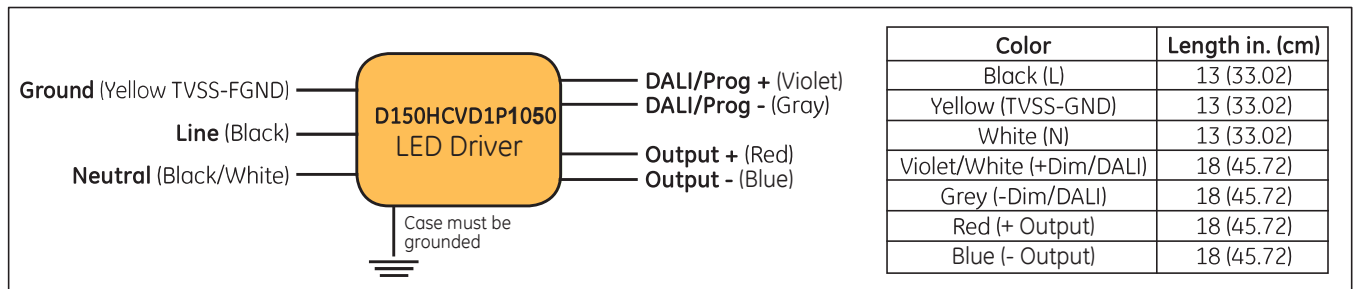 Ground (Yellow TVSS-FGND)
Line (Black)
Neutral (Black/White)
D150HCVD1P1050
LED Driver
Case must be
grounded
DALI/Prog + (Violet)
DALI/Prog - (Gray)
Output + (Red)
Output - (Blue)
Color Length in. (cm)
Black (L) 13 (33.02)
Yellow (TVSS-GND) 13 (33.02)
White (N) 13 (33.02)
Violet/White (+Dim/DALI) 18 (45.72)
Grey (-Dim/DALI) 18 (45.72)
Red (+ Output) 18 (45.72)
Blue (- Output) 18 (45.72)